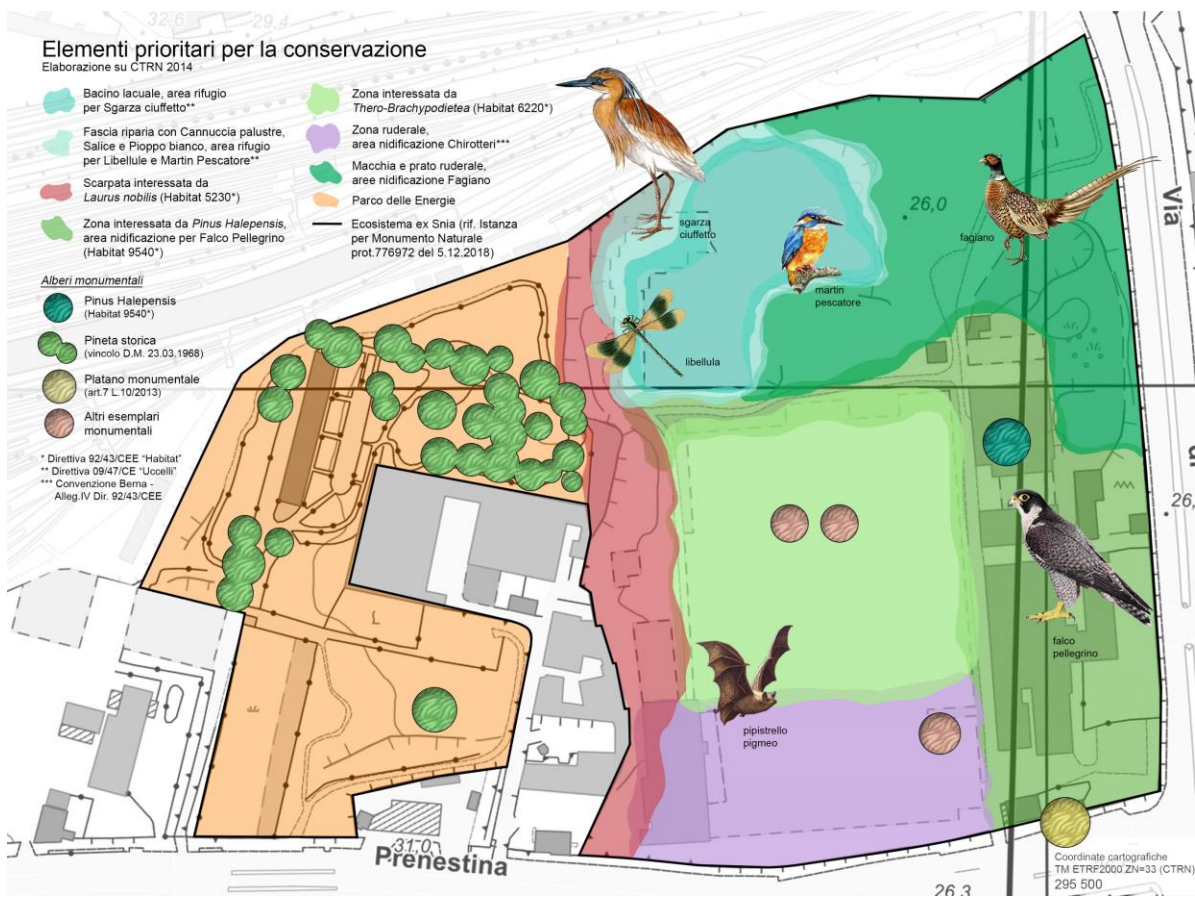 32,6
29,4
Elementi prioritari per la conservazione
Elaborazione su CTRN 2014
Bacino lacuale, area rifugio
per Sgarza ciuffetto**
Fascia riparia con Cannuccia palustre,
Salice e Pioppo bianco, area rifugio
per Libellule e Martin Pescatore**
Scarpata interessata da
Laurus nobilis (Habitat 5230*)
Zona interessata da Pinus Halepensis,
area nidificazione per Falco Pellegrino
(Habitat 9540*)
Zona interessata da
Thero-Brachypodietea (Habitat 6220*)
Zona ruderale,
area nidificazione Chirotteri***
Macchia e prato ruderale,
aree nidificazione Fagiano
Parco delle Energie
Ecosistema ex Snia (rif. Istanza
per Monumento Naturale
prot.776972 del 5.12.2018)
Alberi monumentali
Pinus Halepensis
(Habitat 9540*)
Pineta storica
(vincolo D.M. 23.03.1968)
Platano monumentale
(art.7 L.10/2013)
Altri esemplari
monumentali
* Direttiva 92/43/CEE “Habitat”
** Direttiva 09/47/CE “Uccelli”
*** Convenzione Berna -
Alleg.IV Dir. 92/43/CEE
sgarza
ciuffetto
martin
pescatore
libellula
26,0
fagiano
Via
26,
falco
pellegrino
pipistrello
pigmeo
31,0
Prenestina
26,3
Coordinate cartografiche
TM ETRF2000 ZN=33 (CTRN)
295 500